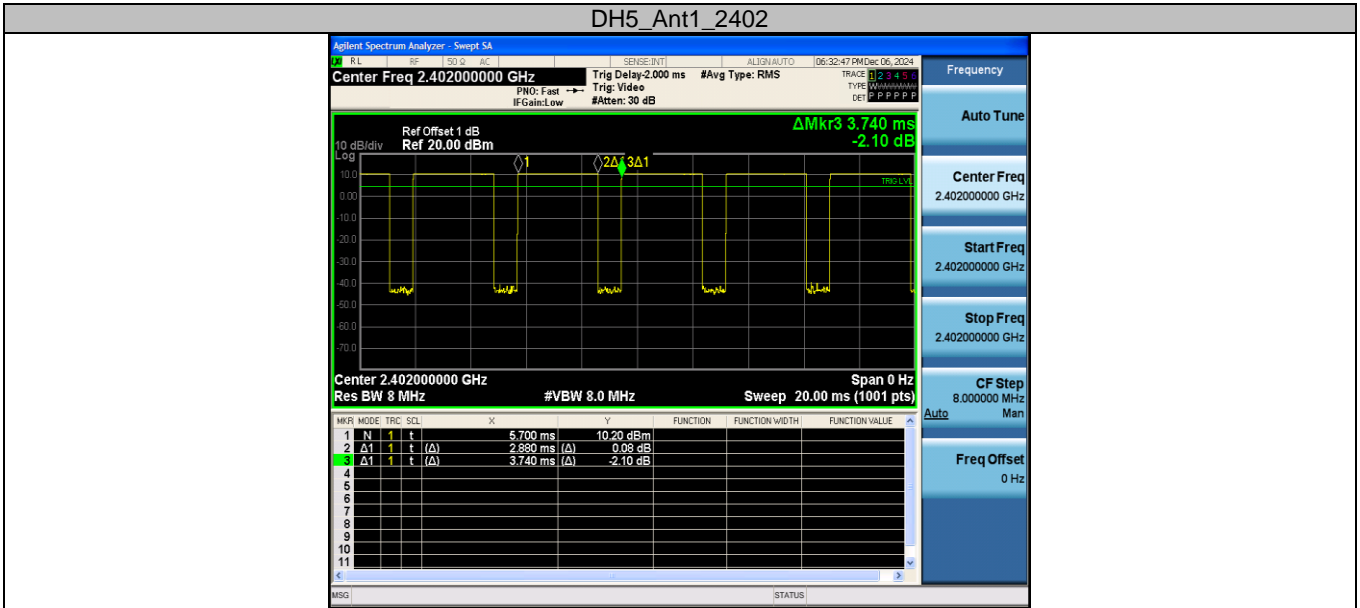 DH5_Ant1_2402
Agilent Spectrum Analyzer - Swept SA
LXI RL RF 50 Ω AC SENSE:INT ALIGNAUTO 06:32:47 PM Dec 06, 2024
Center Freq 2.402000000 GHz
PNO: Fast
IFGain:Low
Trig Delay-2.000 ms
Trig: Video
#Atten: 30 dB
#Avg Type: RMS
TRACE 1 2 3 4 5 6
TYPE W
DET P P P P P P
Ref Offset 1 dB
10 dB/div Ref 20.00 dBm
Log
ΔMkr3 3.740 ms
-2.10 dB
1 2Δ1 3Δ1
TRIG LVL
10.0
0.00
-10.0
-20.0
-30.0
-40.0
-50.0
-60.0
-70.0
Center 2.402000000 GHz Span 0 Hz
Res BW 8 MHz #VBW 8.0 MHz Sweep 20.00 ms (1001 pts)
MKR MODE TRC SCL X Y FUNCTION FUNCTION WIDTH FUNCTION VALUE
1 N 1 t 5.700 ms 10.20 dBm
2 Δ1 1 t (Δ) 2.880 ms (Δ) 0.08 dB
3 Δ1 1 t (Δ) 3.740 ms (Δ) -2.10 dB
4
5
6
7
8
9
10
11
MSG STATUS
Frequency
Auto Tune
Center Freq
2.402000000 GHz
Start Freq
2.402000000 GHz
Stop Freq
2.402000000 GHz
CF Step
8.000000 MHz
Auto Man
Freq Offset
0 Hz